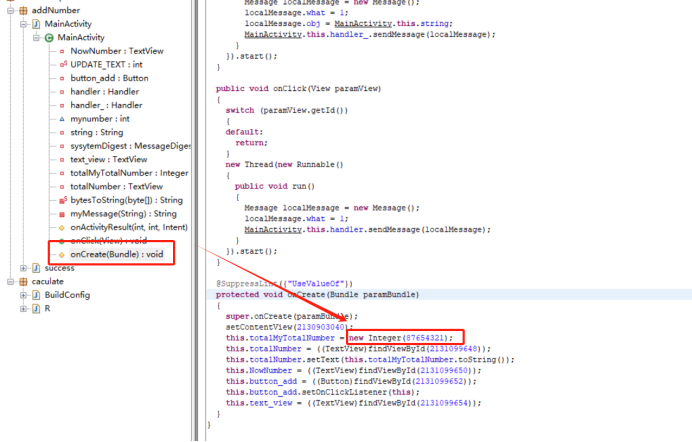 addNumber
MainActivity
MainActivity
NowNumber : TextView
UPDATE_TEXT : int
button_add : Button
handler : Handler
handler_ : Handler
mynumber : int
string : String
sysytemDigest : MessageDiges
text_view : TextView
totalMyTotalNumber : Integer
totalNumber : TextView
bytesToString(byte[]) : String
myMessage(String) : String
onActivityResult(int, int, Intent)
onClick(View) : void
onCreate(Bundle) : void
success
caculate
BuildConfig
R
Message localMessage = new Message();
localMessage.what = 1;
localMessage.obj = MainActivity.this.string;
MainActivity.this.handler_.sendMessage(localMessage);
}
}).start();
}
public void onClick(View paramView)
{
switch (paramView.getId())
{
default:
return;
}
new Thread(new Runnable()
{
public void run()
{
Message localMessage = new Message();
localMessage.what = 1;
MainActivity.this.handler.sendMessage(localMessage);
}
}).start();
}
@SuppressLint({"UseValueOf"})
protected void onCreate(Bundle paramBundle)
{
super.onCreate(paramBundle);
setContentView(2130903040);
this.totalMyTotalNumber = new Integer(87654321);
this.totalNumber = ((TextView)findViewById(2131099648));
this.totalNumber.setText(this.totalMyTotalNumber.toString());
this.NowNumber = ((TextView)findViewById(2131099650));
this.button_add = ((Button)findViewById(2131099652));
this.button_add.setOnClickListener(this);
this.text_view = ((TextView)findViewById(2131099654));
}
}